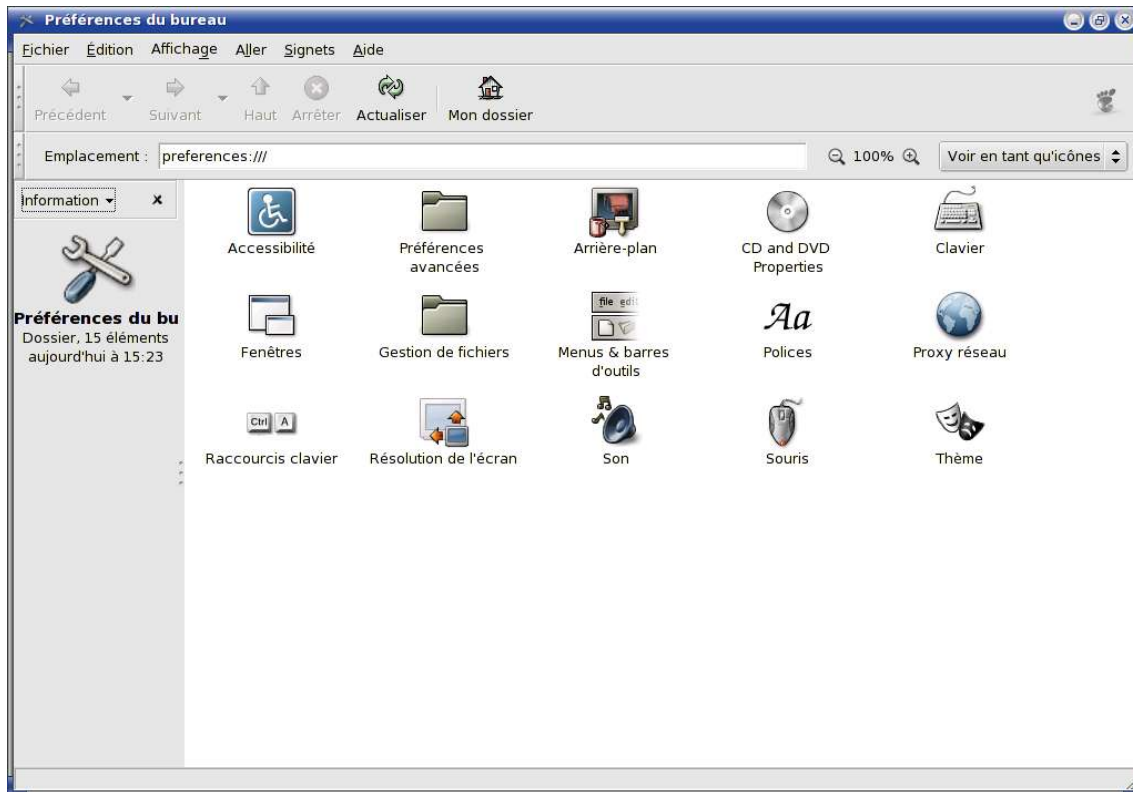 Préférences du bureau
Fichier Édition Affichage Aller Signets Aide
Précédent Suivant Haut Arrêter Actualiser Mon dossier
Emplacement : preferences:///
100% Voir en tant qu'icônes
Information
Préférences du bu
Dossier, 15 éléments
aujourd'hui à 15:23
Accessibilité
Préférences
avancées
Arrière-plan
CD and DVD
Properties
Clavier
Fenêtres
Gestion de fichiers
file edi
Menus & barres
d'outils
Aa
Polices
Proxy réseau
Ctrl A
Raccourcis clavier
Résolution de l'écran
Son
Souris
Thème